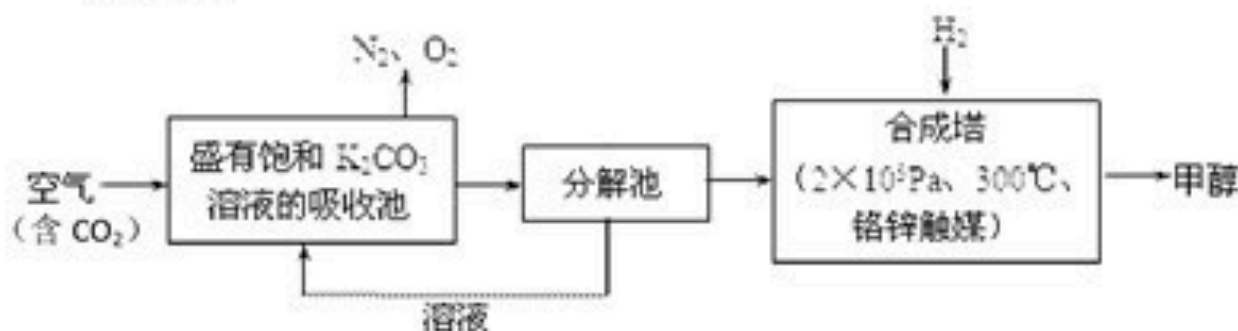 N₂、O₂
H₂
空气
(含 CO₂)
盛有饱和 K₂CO₃
溶液的吸收池
分解池
合成塔
(2×10⁵Pa、300℃、
铬锌触媒)
甲醇
溶液